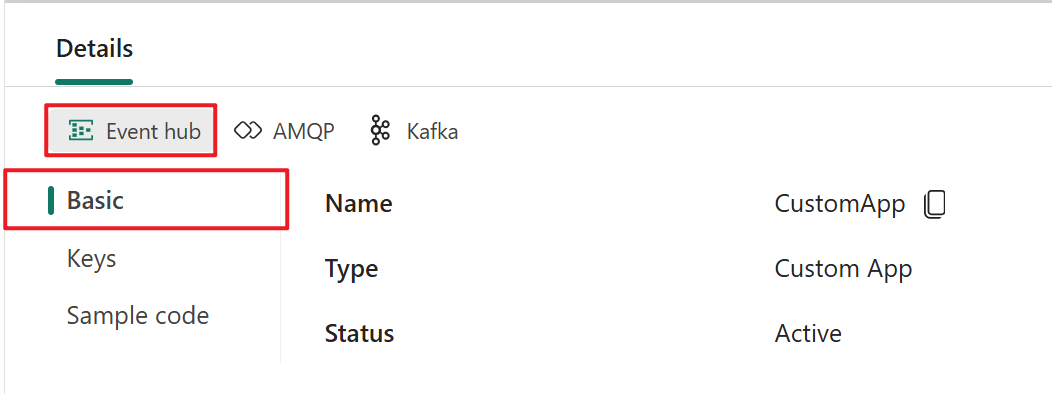 Details
Event hub AMQP Kafka
Basic
Keys
Sample code
Name CustomApp
Type Custom App
Status Active